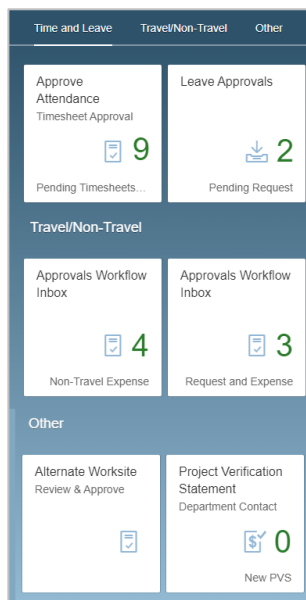 Time and Leave Travel/Non-Travel Other
Approve
Attendance
Timesheet Approval
9
Pending Timesheets...
Leave Approvals
2
Pending Request
Travel/Non-Travel
Approvals Workflow
Inbox
4
Non-Travel Expense
Approvals Workflow
Inbox
3
Request and Expense
Other
Alternate Worksite
Review & Approve
Project Verification
Statement
Department Contact
$
0
New PVS